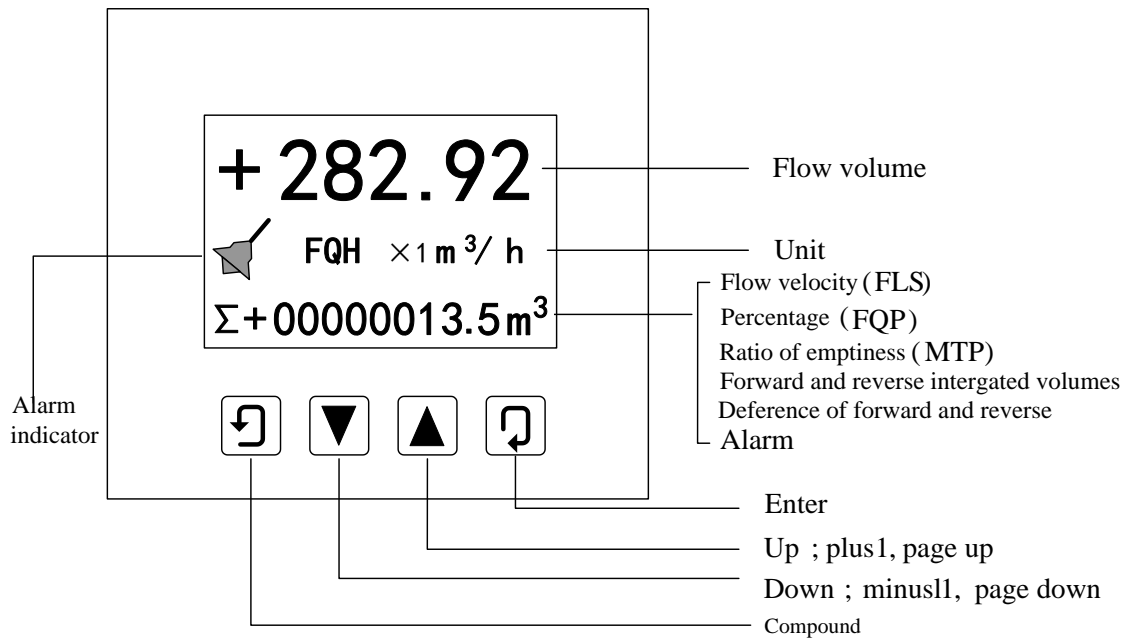 +282.92
FQH ×1m³/h
Σ+00000013.5m³
Flow volume
Unit
Flow velocity(FLS)
Percentage (FQP)
Ratio of emptiness(MTP)
Forward and reverse intergated volumes
Deference of forward and reverse
Alarm
Alarm
indicator
Enter
Up ; plus1, page up
Down ; minusl1, page down
Compound